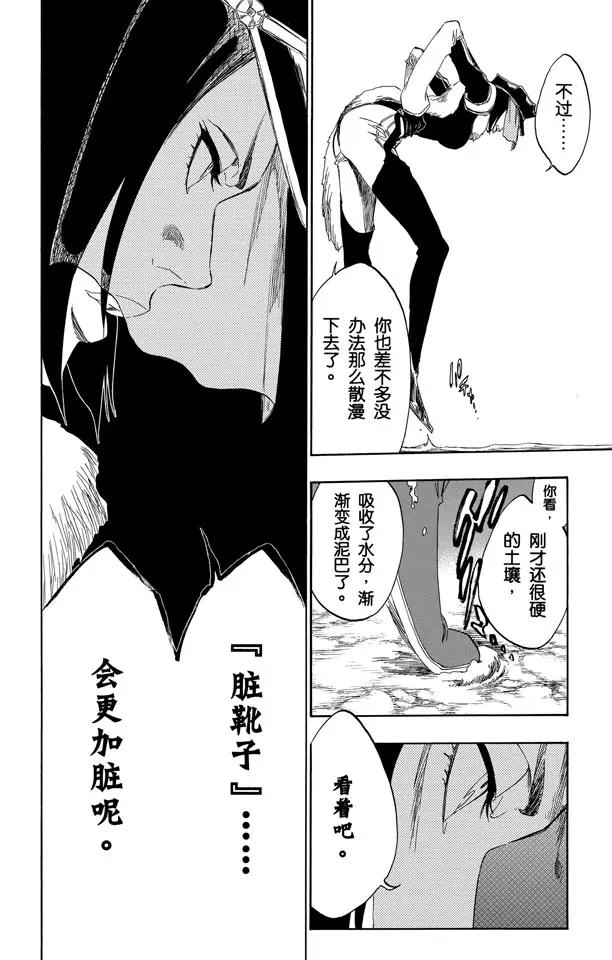 不过……
你也差不多没
办法那么散漫
下去了。
你看，
刚才还很硬
的土壤，
吸收了水分，渐
渐变成泥巴了。
看着吧。
『脏靴子』……
会更加脏呢。